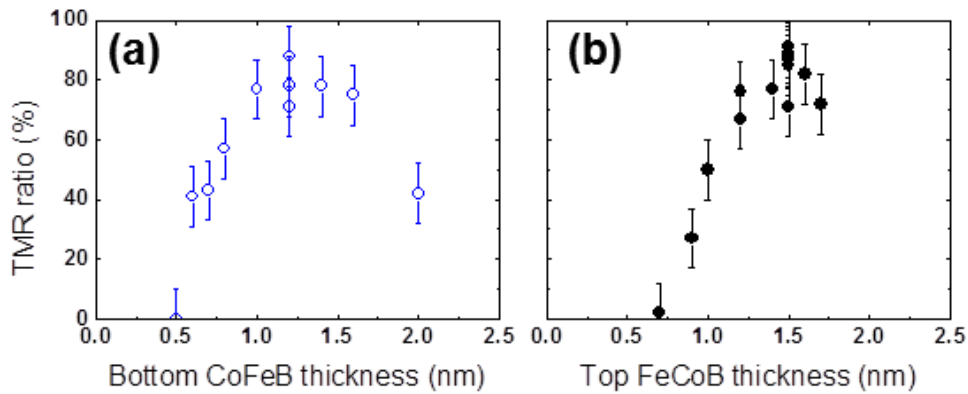 (a)
(b)
TMR ratio (%)
100
80
60
40
20
0
0.0 0.5 1.0 1.5 2.0 2.5
0.0 0.5 1.0 1.5 2.0 2.5
Bottom CoFeB thickness (nm)
Top FeCoB thickness (nm)